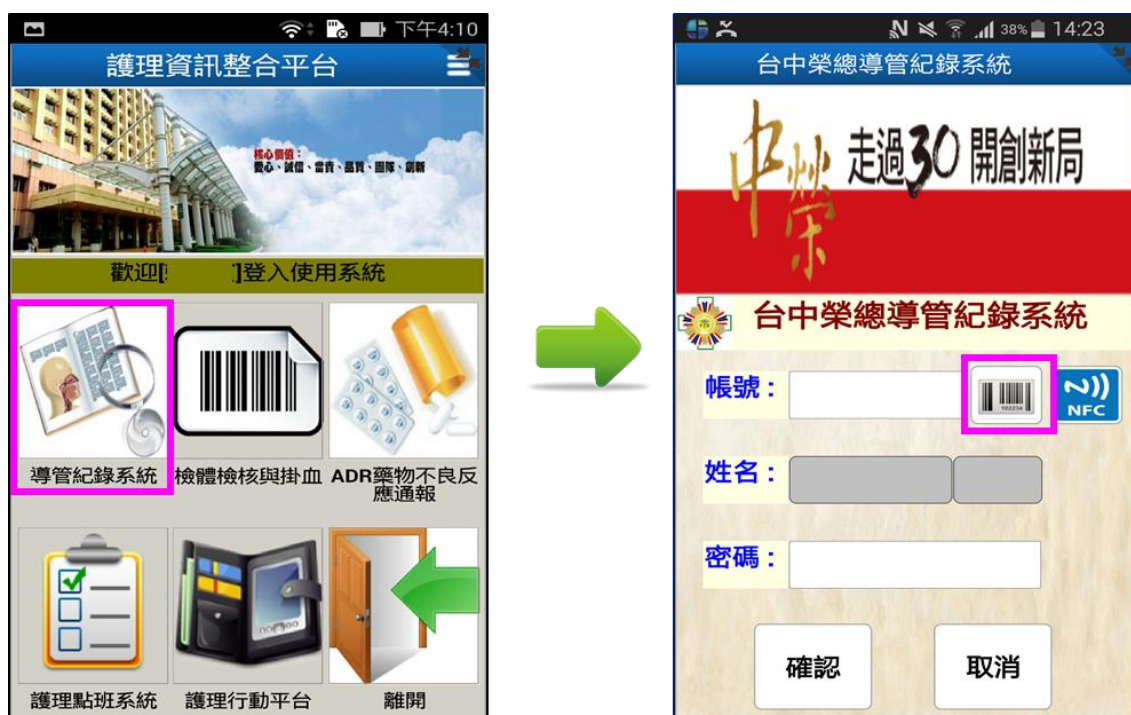 下午4:10
護理資訊整合平台
核心價值：
愛心、誠信、當責、品質、團隊、創新
歡迎[ ]登入使用系統
導管紀錄系統
檢體檢核與掛血
ADR藥物不良反
應通報
護理點班系統
護理行動平台
離開
38% 14:23
台中榮總導管紀錄系統
中榮 走過30 開創新局
台中榮總導管紀錄系統
帳號：
NFC
姓名：
密碼：
確認
取消